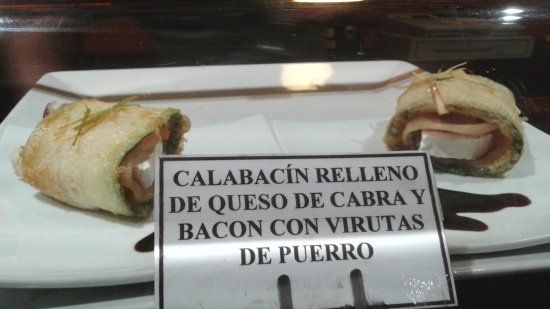 CALABACÍN RELLENO
DE QUESO DE CABRA Y
BACON CON VIRUTAS
DE PUERRO